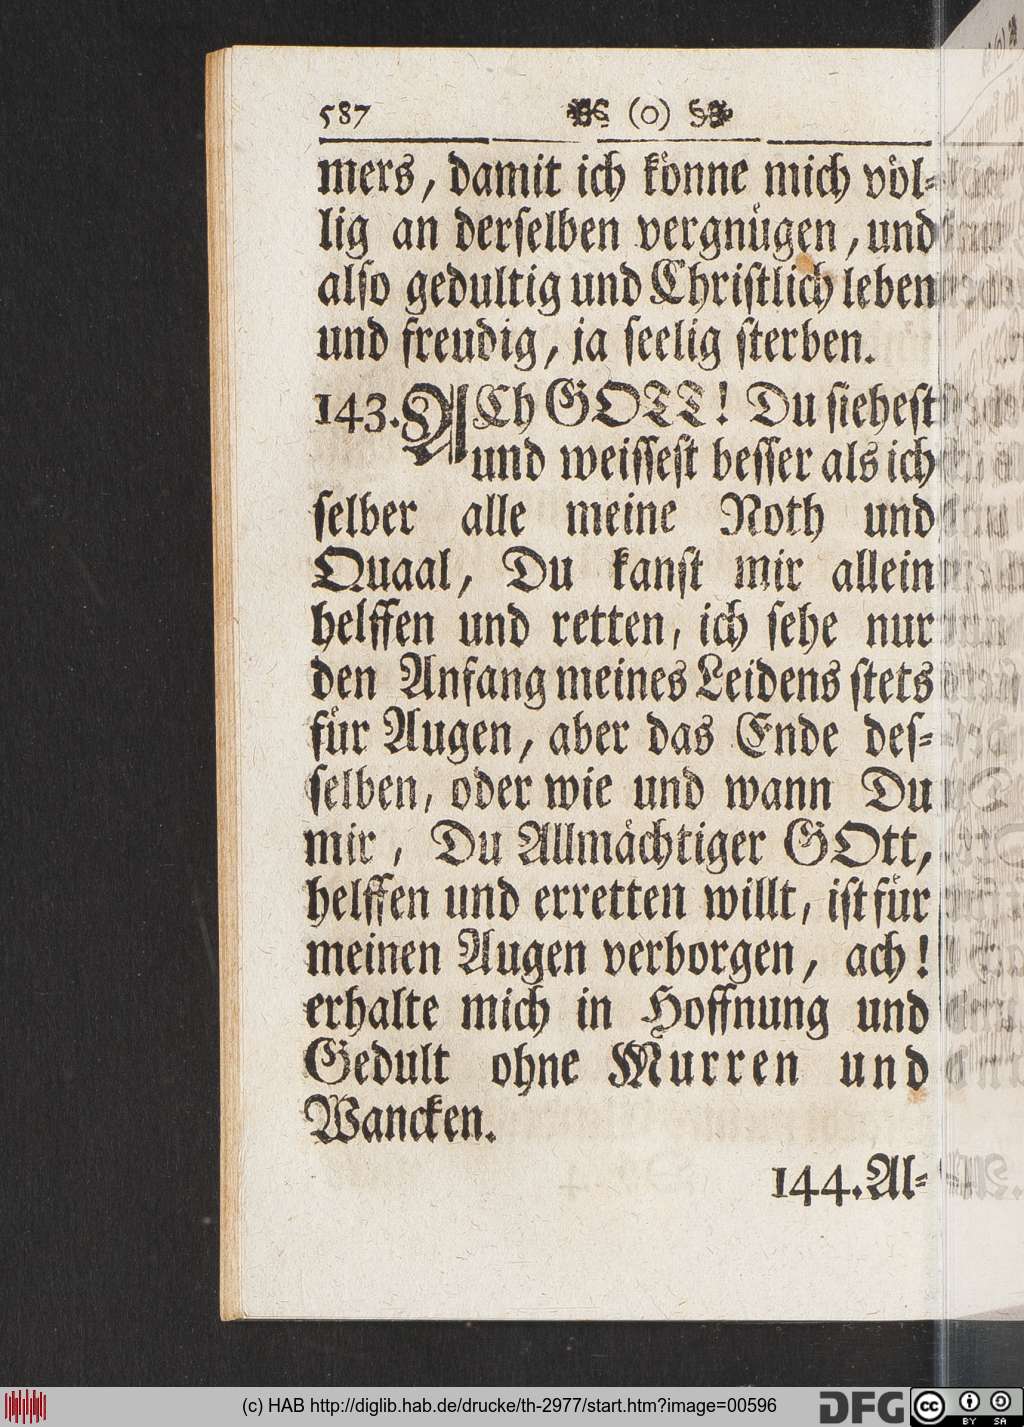 587 (o)
mers, damit ich könne mich völ-
lig an derselben vergnügen, und
also gedultig und Christlich leben
und freudig, ja seelig sterben.
143. ACh GOTT! Du siehest
und weissest besser als ich
selber alle meine Noth und
Quaal, Du kanst mir allein
helffen und retten, ich sehe nur
den Anfang meines Leidens stets
für Augen, aber das Ende des-
selben, oder wie und wann Du
mir, Du Allmächtiger GOtt,
helffen und erretten willt, ist für
meinen Augen verborgen, ach!
erhalte mich in Hoffnung und
Gedult ohne Murren und
Wancken.
144. Al-
(c) HAB http://diglib.hab.de/drucke/th-2977/start.htm?image=00596
DFG
cc BY SA